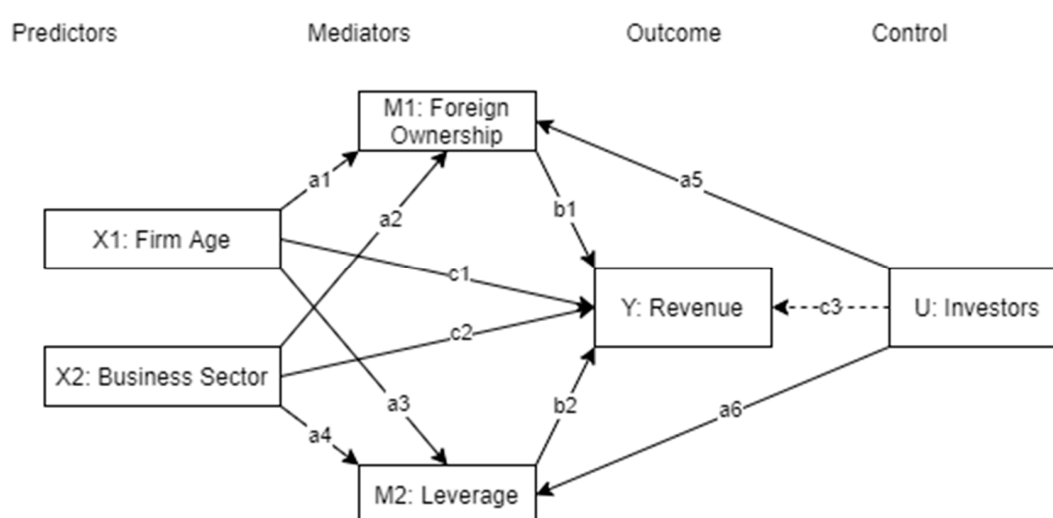 Predictors
Mediators
Outcome
Control
M1: Foreign
Ownership
a1
a2
a5
b1
X1: Firm Age
c1
Y: Revenue
c3
U: Investors
c2
X2: Business Sector
a3
b2
a6
a4
M2: Leverage